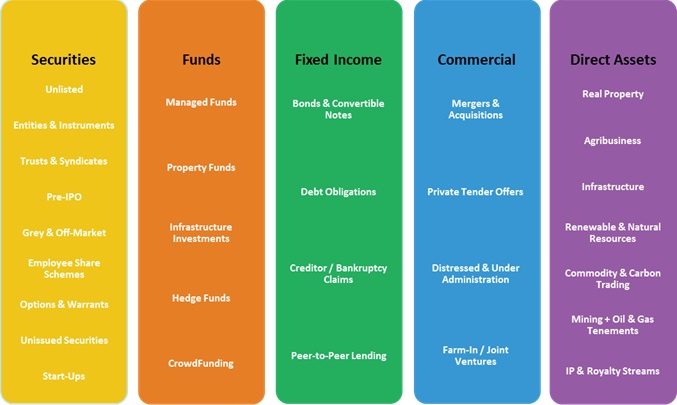 Securities
Unlisted
Entities & Instruments
Trusts & Syndicates
Pre-IPO
Grey & Off-Market
Employee Share
Schemes
Options & Warrants
Unissued Securities
Start-Ups
Funds
Managed Funds
Property Funds
Infrastructure
Investments
Hedge Funds
CrowdFunding
Fixed Income
Bonds & Convertible
Notes
Debt Obligations
Creditor / Bankruptcy
Claims
Peer-to-Peer Lending
Commercial
Mergers &
Acquisitions
Private Tender Offers
Distressed & Under
Administration
Farm-In / Joint
Ventures
Direct Assets
Real Property
Agribusiness
Infrastructure
Renewable & Natural
Resources
Commodity & Carbon
Trading
Mining + Oil & Gas
Tenements
IP & Royalty Streams